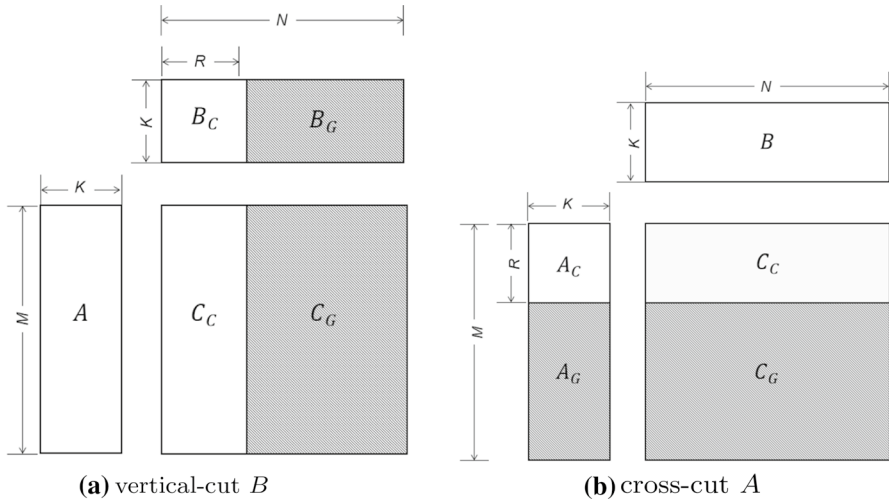 N
R
K
B_C
B_G
K
M
A
C_C
C_G
(a) vertical-cut B
N
K
B
K
R
A_C
C_C
M
A_G
C_G
(b) cross-cut A